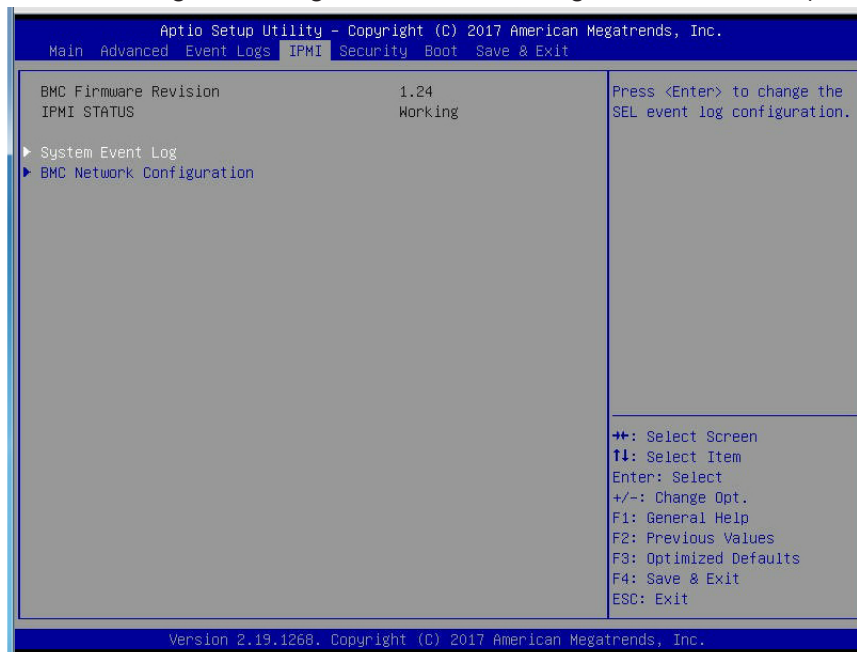 Aptio Setup Utility – Copyright (C) 2017 American Megatrends, Inc.
Main Advanced Event Logs IPMI Security Boot Save & Exit
BMC Firmware Revision 1.24
IPMI STATUS Working
System Event Log
BMC Network Configuration
Press <Enter> to change the
SEL event log configuration.
→←: Select Screen
↑↓: Select Item
Enter: Select
+/-: Change Opt.
F1: General Help
F2: Previous Values
F3: Optimized Defaults
F4: Save & Exit
ESC: Exit
Version 2.19.1268. Copyright (C) 2017 American Megatrends, Inc.